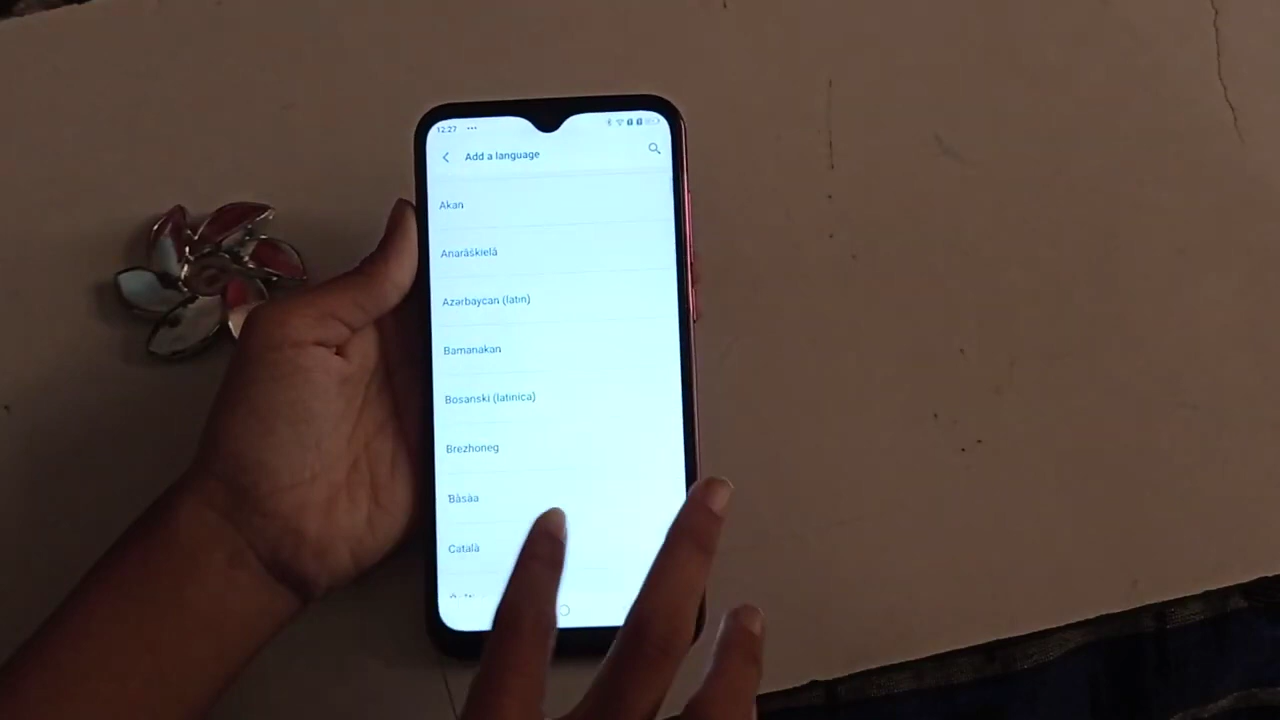 12.27 ...
Add a language
Akan
Anarâškielâ
Azərbaycan (latın)
Bamanakan
Bosanski (latinica)
Brezhoneg
Ɓàsàa
Català